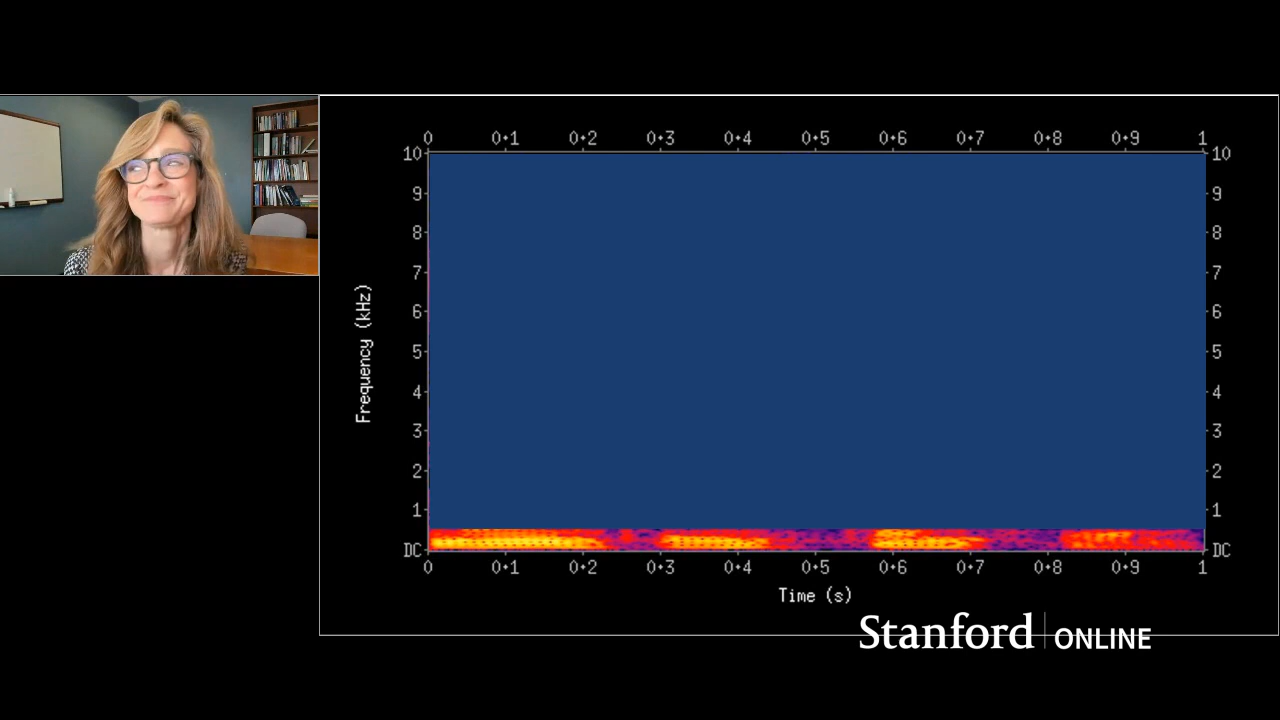 0 0.1 0.2 0.3 0.4 0.5 0.6 0.7 0.8 0.9 1
10 10
9 9
8 8
7 7
6 6
5 5
4 4
3 3
2 2
1 1
DC DC
Frequency (kHz)
0 0.1 0.2 0.3 0.4 0.5 0.6 0.7 0.8 0.9 1
Time (s)
Stanford ONLINE